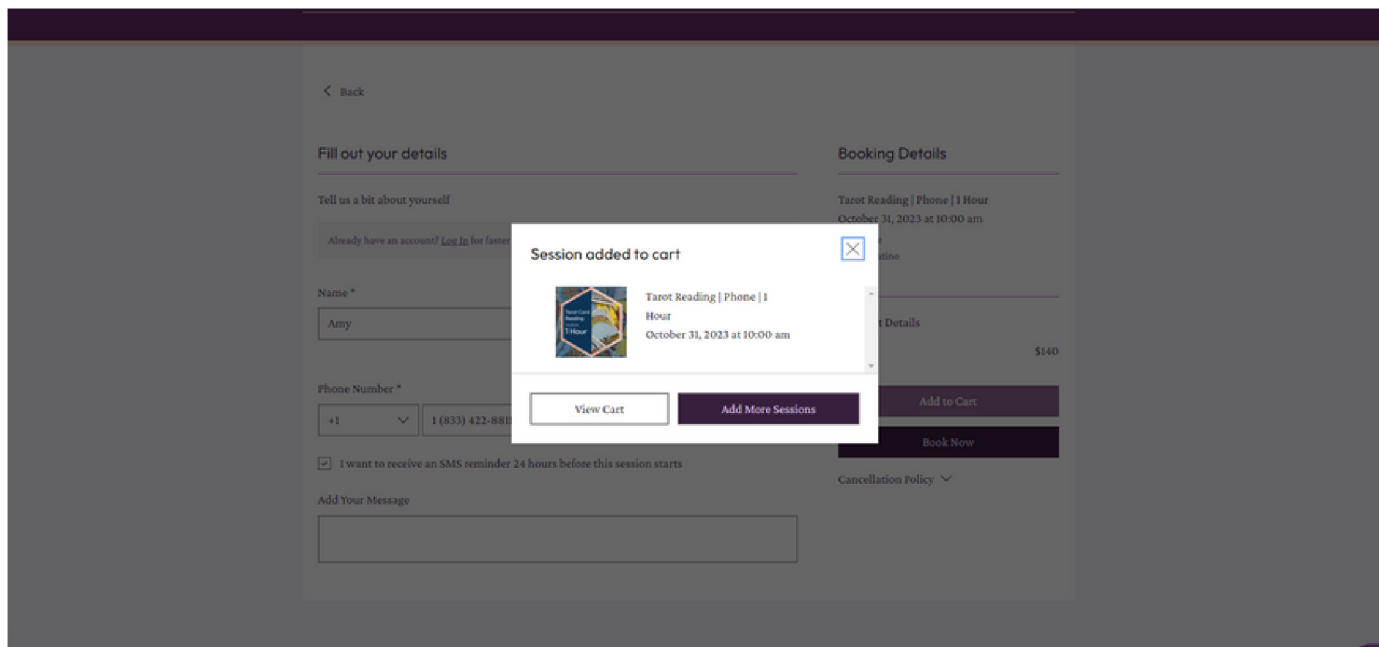 Back
Fill out your details
Tell us a bit about yourself
Already have an account? Log In for faster
Name *
Amy
Phone Number *
+1
1 (833) 422-881
I want to receive an SMS reminder 24 hours before this session starts
Add Your Message
Session added to cart
Tarot Card
Reading
1 Hour
Tarot Reading | Phone | 1
Hour
October 31, 2023 at 10:00 am
View Cart
Add More Sessions
Booking Details
Tarot Reading | Phone | 1 Hour
October 31, 2023 at 10:00 am
Details
$140
Add to Cart
Book Now
Cancellation Policy